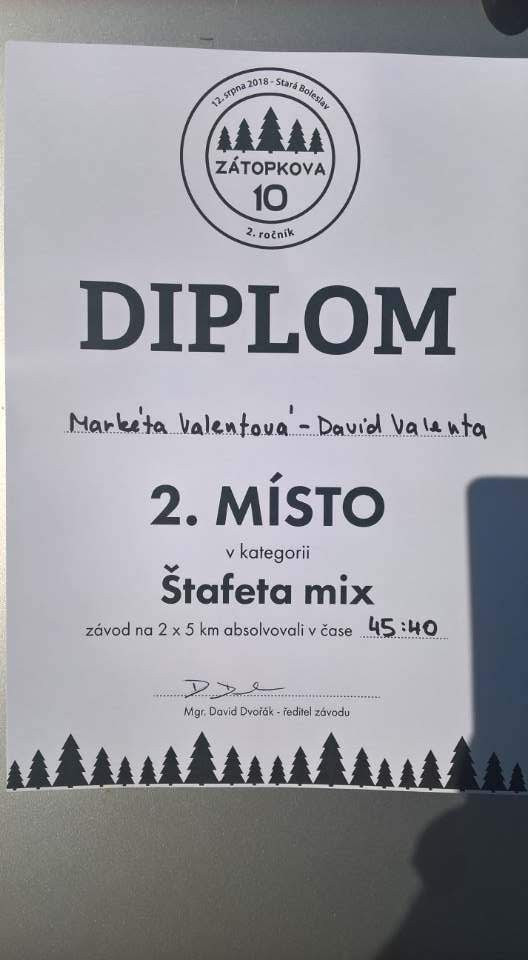 12. srpna 2018 - Stará Boleslav
ZÁTOPKOVA
10
2. ročník
DIPLOM
Markéta Valentová - David Valenta
2. MÍSTO
v kategorii
Štafeta mix
závod na 2 x 5 km absolvovali v čase 45:40
Mgr. David Dvořák - ředitel závodu